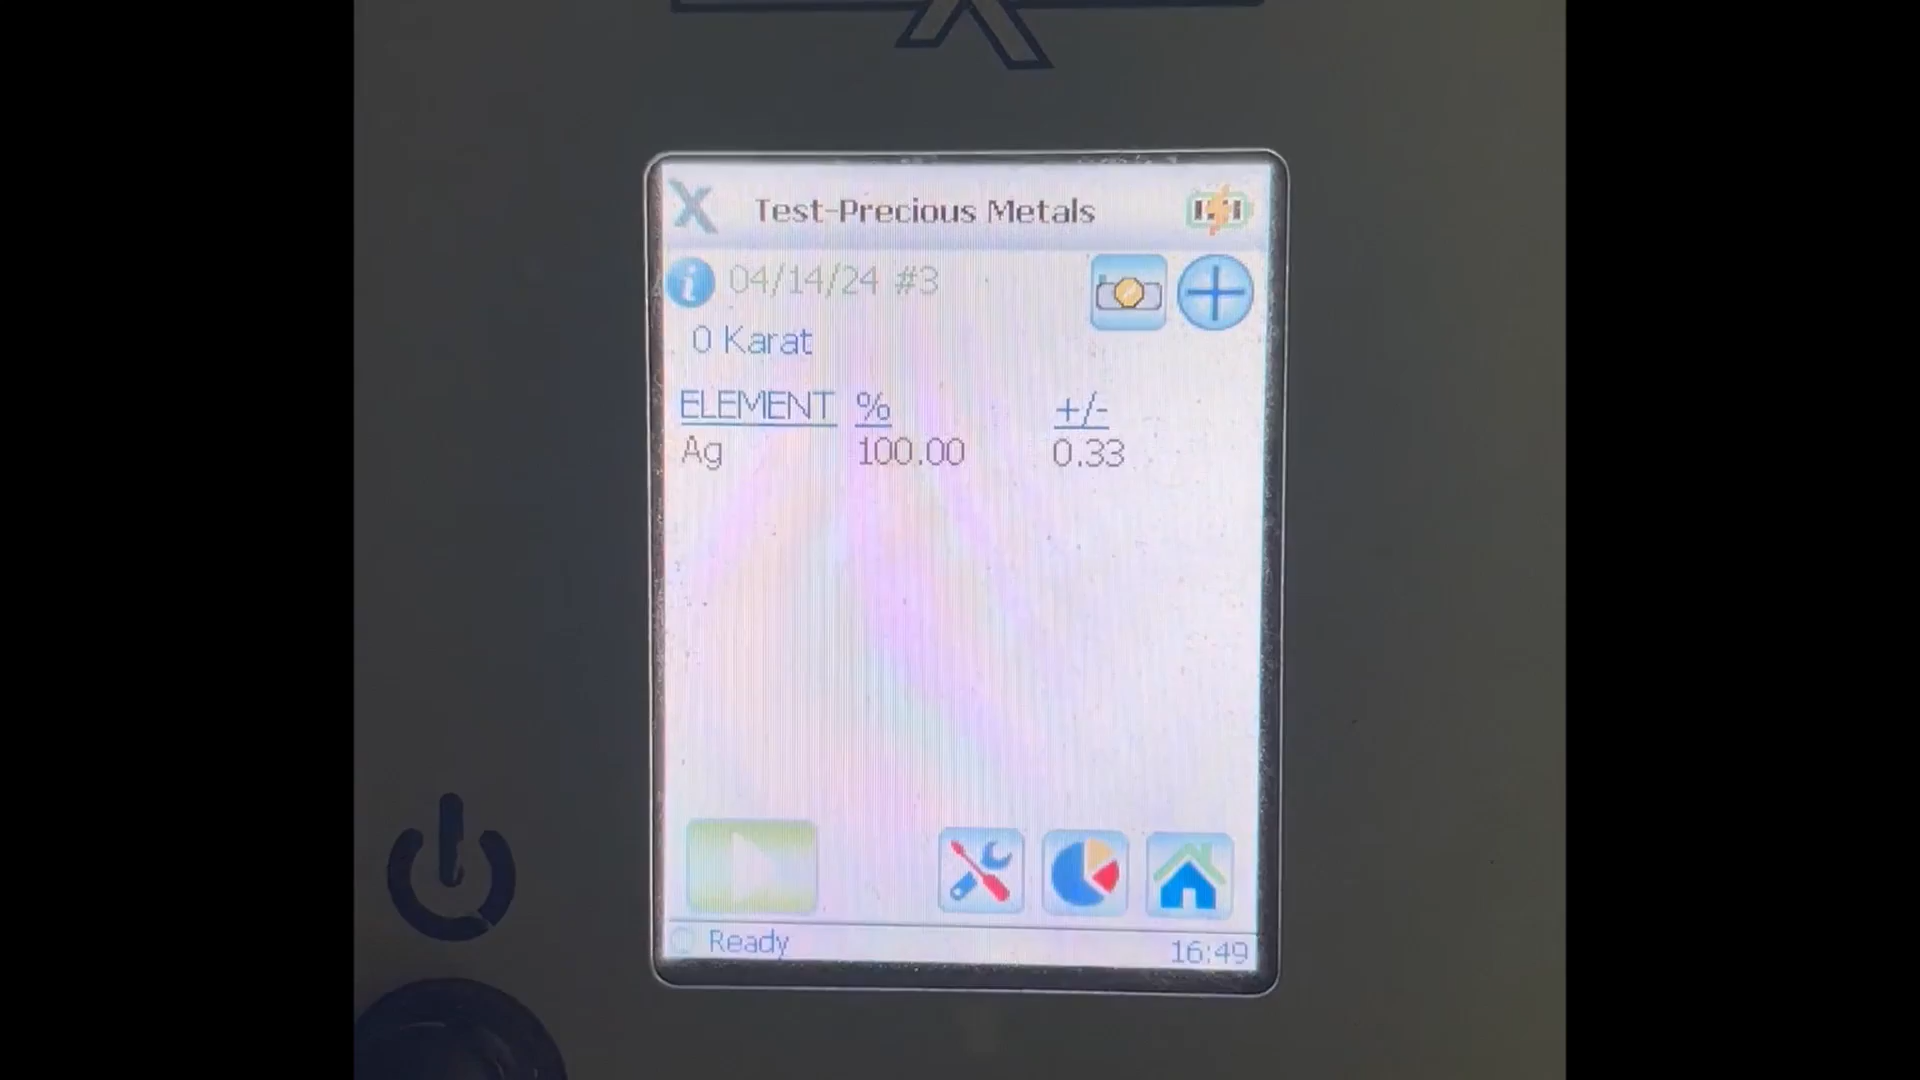 Test-Precious Metals
04/14/24 #3
0 Karat
ELEMENT % +/-
Ag 100.00 0.33
Ready 16:49